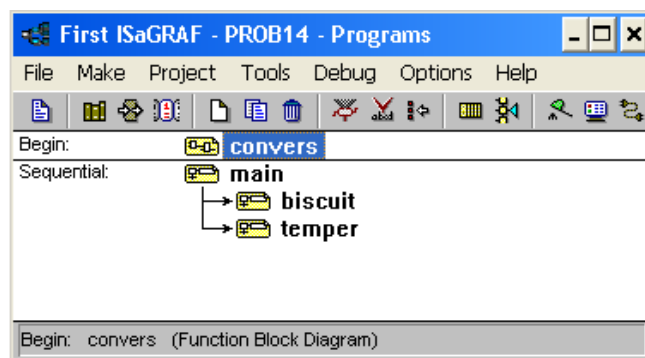 First ISaGRAF - PROB14 - Programs
File Make Project Tools Debug Options Help
Begin: convers
Sequential: main
biscuit
temper
Begin: convers (Function Block Diagram)